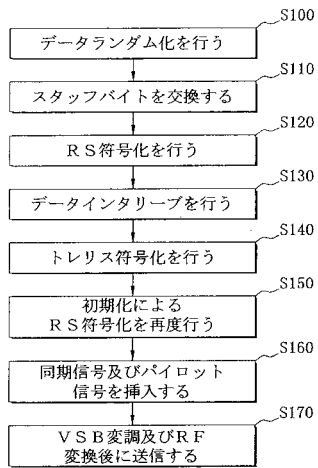 S100
データランダム化を行う
S110
スタッフバイトを交換する
S120
RS符号化を行う
S130
データインタリーブを行う
S140
トレリス符号化を行う
S150
初期化による
RS符号化を再度行う
S160
同期信号及びパイロット
信号を挿入する
S170
VSB変調及びRF
変換後に送信する